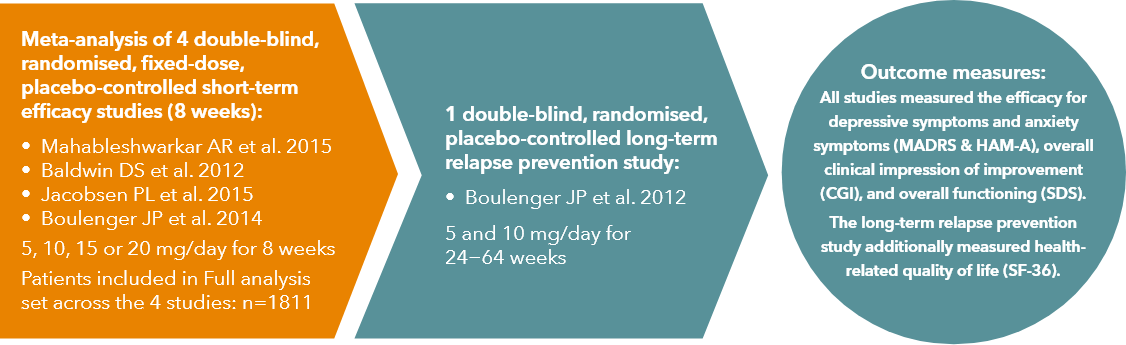 Meta-analysis of 4 double-blind,
randomised, fixed-dose,
placebo-controlled short-term
efficacy studies (8 weeks):
• Mahableshwarkar AR et al. 2015
• Baldwin DS et al. 2012
• Jacobsen PL et al. 2015
• Boulenger JP et al. 2014
5, 10, 15 or 20 mg/day for 8 weeks
Patients included in Full analysis
set across the 4 studies: n=1811
1 double-blind, randomised,
placebo-controlled long-term
relapse prevention study:
• Boulenger JP et al. 2012
5 and 10 mg/day for
24–64 weeks
Outcome measures:
All studies measured the efficacy for
depressive symptoms and anxiety
symptoms (MADRS & HAM-A), overall
clinical impression of improvement
(CGI), and overall functioning (SDS).
The long-term relapse prevention
study additionally measured health-
related quality of life (SF-36).